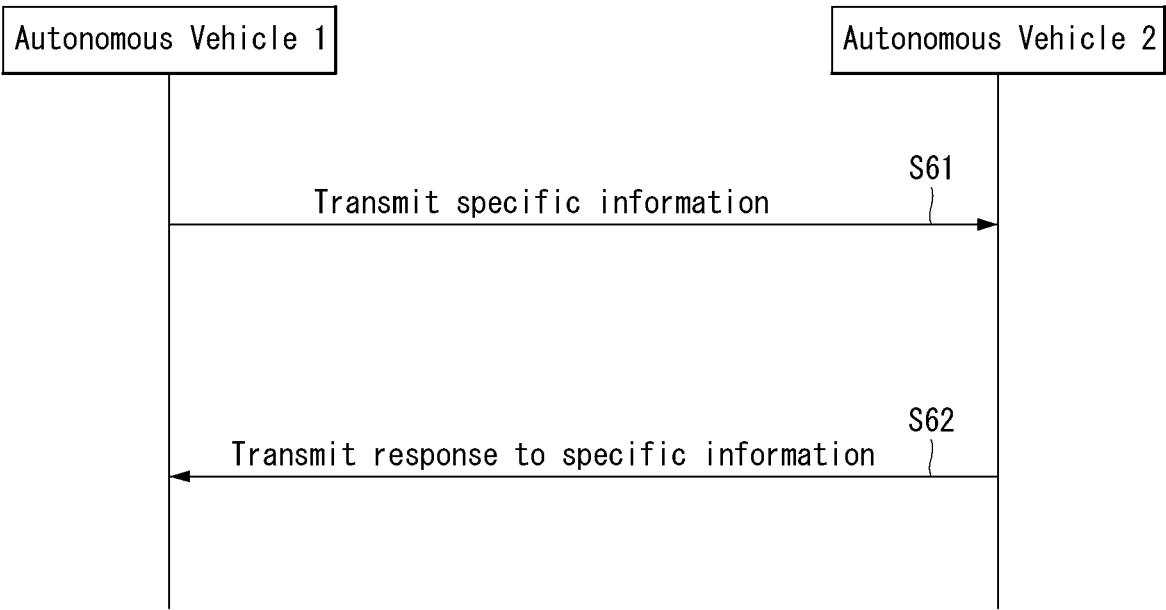 Autonomous Vehicle 1
Autonomous Vehicle 2
S61
Transmit specific information
S62
Transmit response to specific information